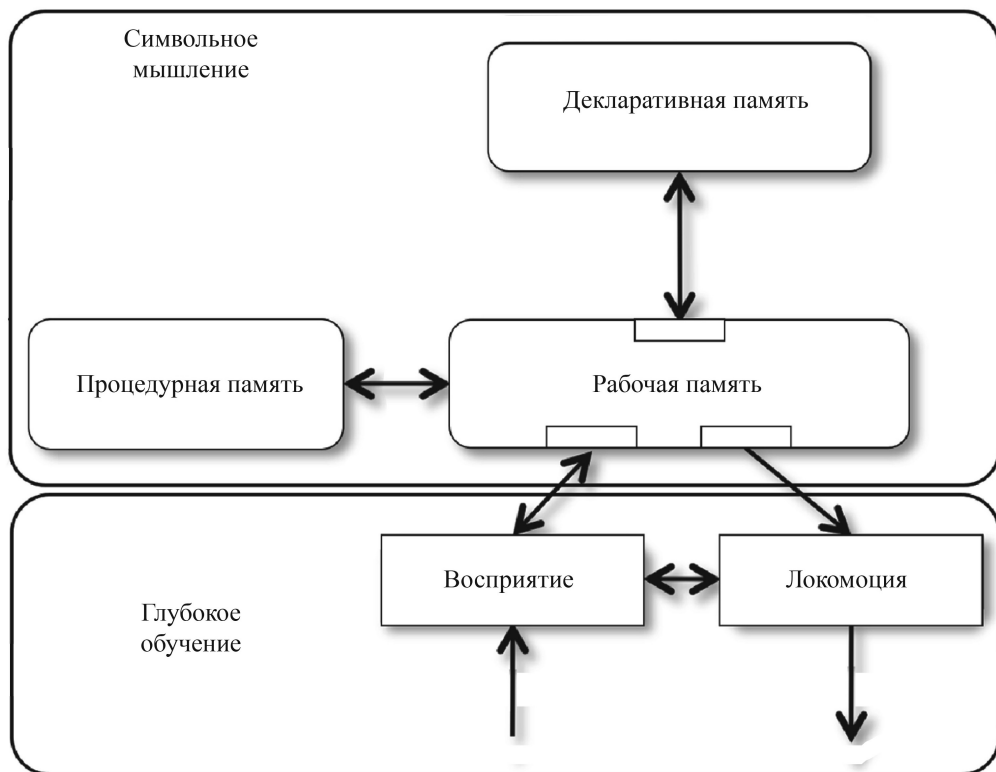 Символьное
мышление
Декларативная память
Процедурная память
Рабочая память
Восприятие
Локомоция
Глубокое
обучение